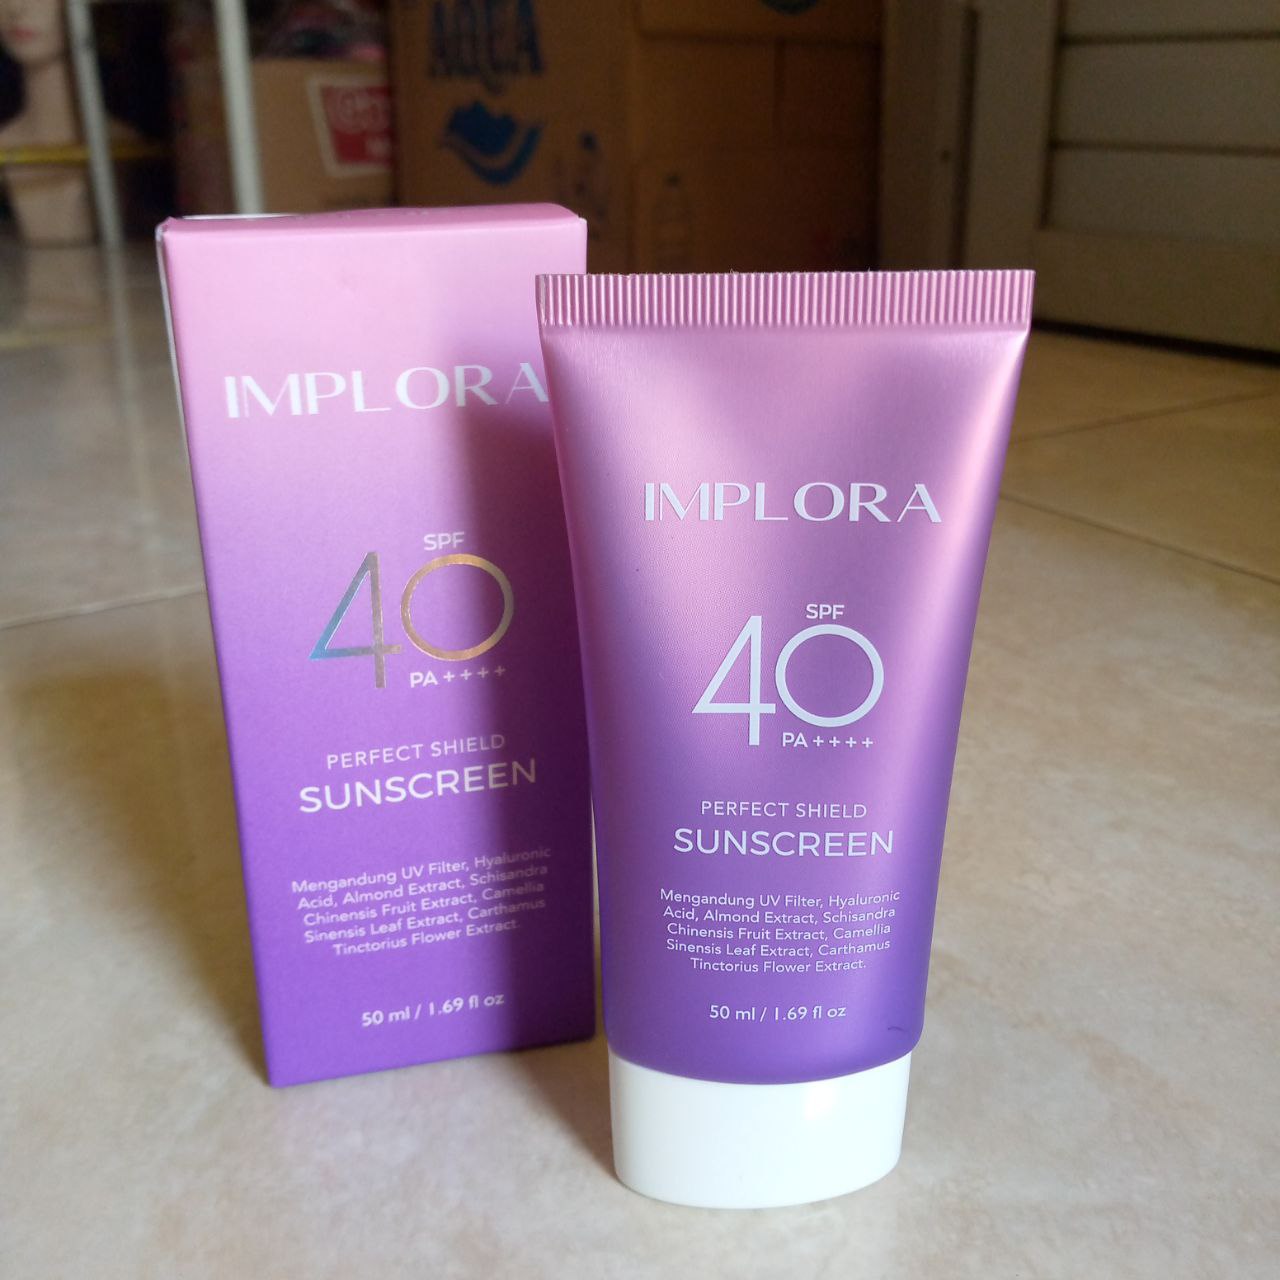 AQUA
IMPLORA
SPF
40
PA++++
PERFECT SHIELD
SUNSCREEN
Mengandung UV Filter, Hyaluronic
Acid, Almond Extract, Schisandra
Chinensis Fruit Extract, Camellia
Sinensis Leaf Extract, Carthamus
Tinctorius Flower Extract.
50 ml / 1.69 fl oz
IMPLORA
SPF
40
PA++++
PERFECT SHIELD
SUNSCREEN
Mengandung UV Filter, Hyaluronic
Acid, Almond Extract, Schisandra
Chinensis Fruit Extract, Camellia
Sinensis Leaf Extract, Carthamus
Tinctorius Flower Extract.
50 ml / 1.69 fl oz